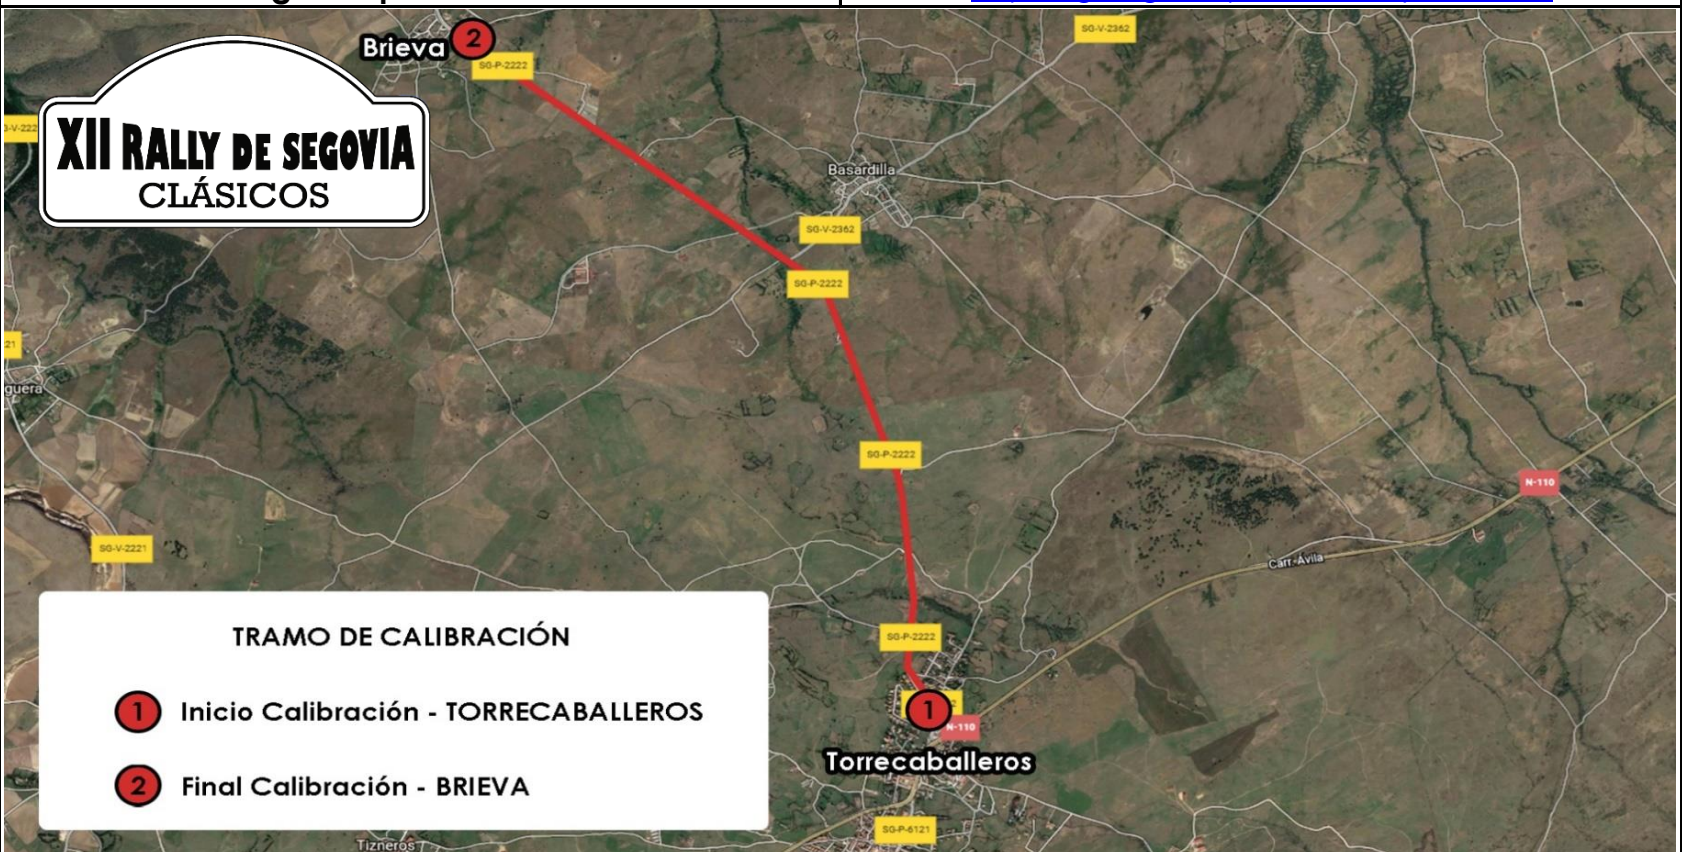 Brieva
2
SG-P-2222
SG-V-2362
XII RALLY DE SEGOVIA
CLÁSICOS
Basardilla
SG-V-2362
SG-P-2222
guera
SG-P-2222
N-110
SG-V-2221
Carr. Ávila
TRAMO DE CALIBRACIÓN
1 Inicio Calibración - TORRECABALLEROS
2 Final Calibración - BRIEVA
SG-P-2222
1
N-110
Torrecaballeros
SG-P-6121
Tizneros